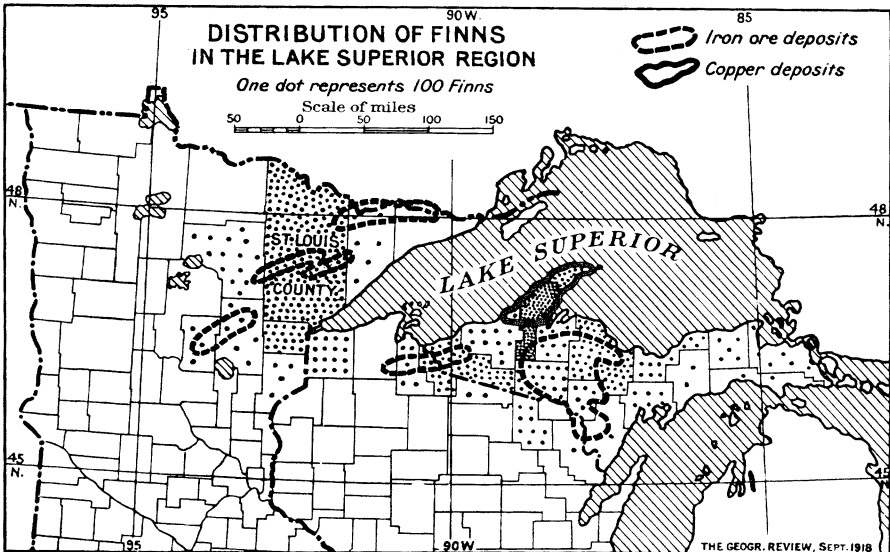 95
90W.
85
DISTRIBUTION OF FINNS
IN THE LAKE SUPERIOR REGION
One dot represents 100 Finns
Scale of miles
50 0 50 100 150
Iron ore deposits
Copper deposits
48
N.
48
N.
ST. LOUIS
COUNTY
LAKE SUPERIOR
45
N.
45
N.
95
90W
THE GEOGR. REVIEW, SEPT. 1918